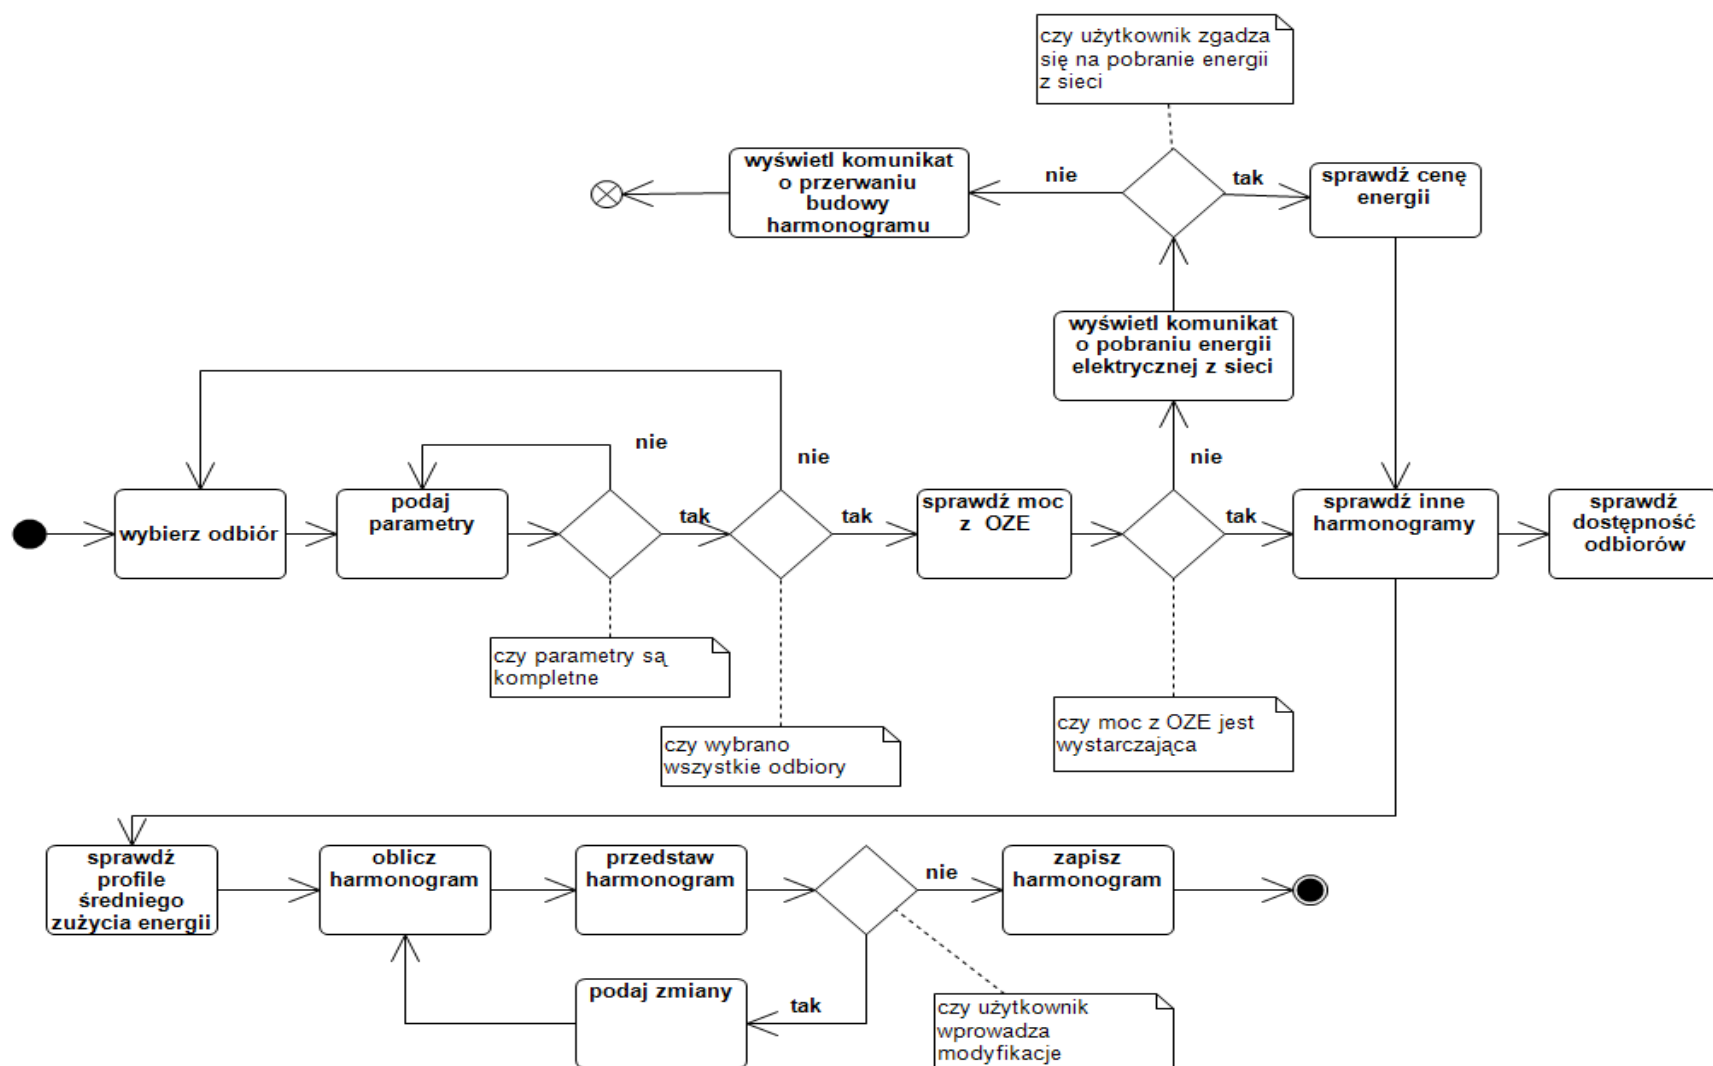 czy użytkownik zgadza
się na pobranie energii
z sieci
wyświetl komunikat
o przerwaniu
budowy
harmonogramu
nie
tak
sprawdź cenę
energii
wyświetl komunikat
o pobraniu energii
elektrycznej z sieci
nie
nie
nie
wybierz odbiór
podaj
parametry
tak
tak
sprawdź moc
z OZE
tak
sprawdź inne
harmonogramy
sprawdź
dostępność
odbiorów
czy parametry są
kompletne
czy wybrano
wszystkie odbiory
czy moc z OZE jest
wystarczająca
sprawdź
profile
średniego
zużycia energii
oblicz
harmonogram
przedstaw
harmonogram
nie
zapisz
harmonogram
podaj zmiany
tak
czy użytkownik
wprowadza
modyfikacje